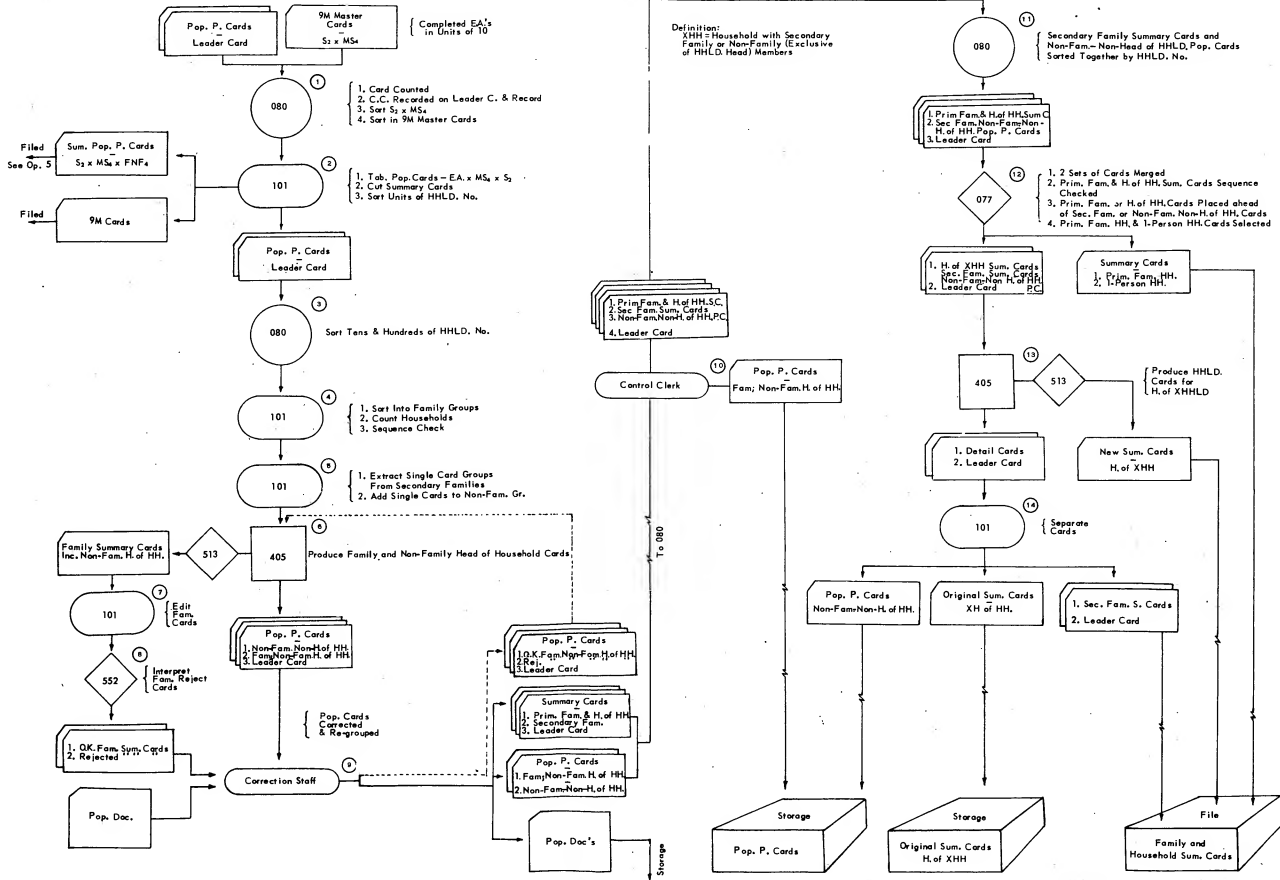 Pop. P. Cards
–
Leader Card
9M Master
Cards
–
S₂ x MS₄
Completed EA.'s
in Units of 10
1
080
1. Card Counted
2. C.C. Recorded on Leader C. & Record
3. Sort S₂ x MS₄
4. Sort in 9M Master Cards
Filed
See Op. 5
Sum. Pop. P. Cards
–
S₂ x MS₄ x FNF₄
2
101
1. Tab. Pop. Cards – E.A. x MS₄ x S₂
2. Cut Summary Cards
3. Sort Units of HHLD. No.
Filed
9M Cards
Pop. P. Cards
–
Leader Card
3
080
Sort Tens & Hundreds of HHLD. No.
4
101
1. Sort Into Family Groups
2. Count Households
3. Sequence Check
101
1. Extract Single Card Groups
From Secondary Families
2. Add Single Cards to Non-Fam. Gr.
Family Summary Cards
Inc. Non-Fam. H. of HH.
513
405
Produce Family and Non-Family Head of Household Cards
7
101
Edit
Fam.
Cards
552
Interpret
Fam. Reject
Cards
Pop. P. Cards
–
1. Non-Fam. Non-H. of HH.
2. Fam; Non-Fam. H. of HH.
3. Leader Card
Pop. Cards
Corrected
& Re-grouped
1. O.K. Fam. Sum. Cards
2. Rejected " " "
Pop. Doc.
Correction Staff
9
Pop. P. Cards
–
1. O.K. Fam. Non-Fam. H. of HH.
2. Rej. " " " "
3. Leader Card
Summary Cards
–
1. Prim. Fam. & H. of HH
2. Secondary Fam.
3. Leader Card
Pop. P. Cards
–
1. Fam; Non-Fam. H. of HH.
2. Non-Fam-Non-H. of HH.
Pop. Doc's
Storage
To 080
1. Prim Fam. & H. of HH. S.C.
2. Sec Fam. Sum. Cards
3. Non-Fam. Non-H. of HH. P.C.
4. Leader Card
Control Clerk
10
Pop. P. Cards
–
Fam; Non-Fam. H. of HH.
Definition:
XHH = Household with Secondary
Family or Non-Family (Exclusive
of HHLD. Head) Members
11
080
Secondary Family Summary Cards and
Non-Fam. – Non-Head of HHLD. Pop. Cards
Sorted Together by HHLD. No.
1. Prim Fam. & H. of HH. Sum C.
2. Sec Fam. Non-Fam-Non-
H. of HH. Pop. P. Cards
3. Leader Card
12
077
1. 2 Sets of Cards Merged
2. Prim. Fam. & H. of HH. Sum. Cards Sequence
Checked
3. Prim. Fam. or H. of HH. Cards Placed ahead
of Sec. Fam. or Non-Fam. Non-H. of HH. Cards
4. Prim. Fam. HH. & 1-Person HH. Cards Selected
1. H. of XHH Sum. Cards
Sec. Fam. Sum. Cards
Non-Fam-Non H. of HH.
P.C.
2. Leader Card
Summary Cards
–
1. Prim. Fam. HH.
2. 1-Person HH.
13
405
513
Produce HHLD.
Cards for
H. of XHHLD
1. Detail Cards
2. Leader Card
New Sum. Cards
–
H. of XHH
14
101
Separate
Cards
Pop. P. Cards
–
Non-Fam-Non-H. of HH.
Original Sum. Cards
–
XH of HH.
1. Sec. Fam. S. Cards
2. Leader Card
Storage
Pop. P. Cards
Storage
Original Sum. Cards
H. of XHH
File
Family and
Household Sum. Cards